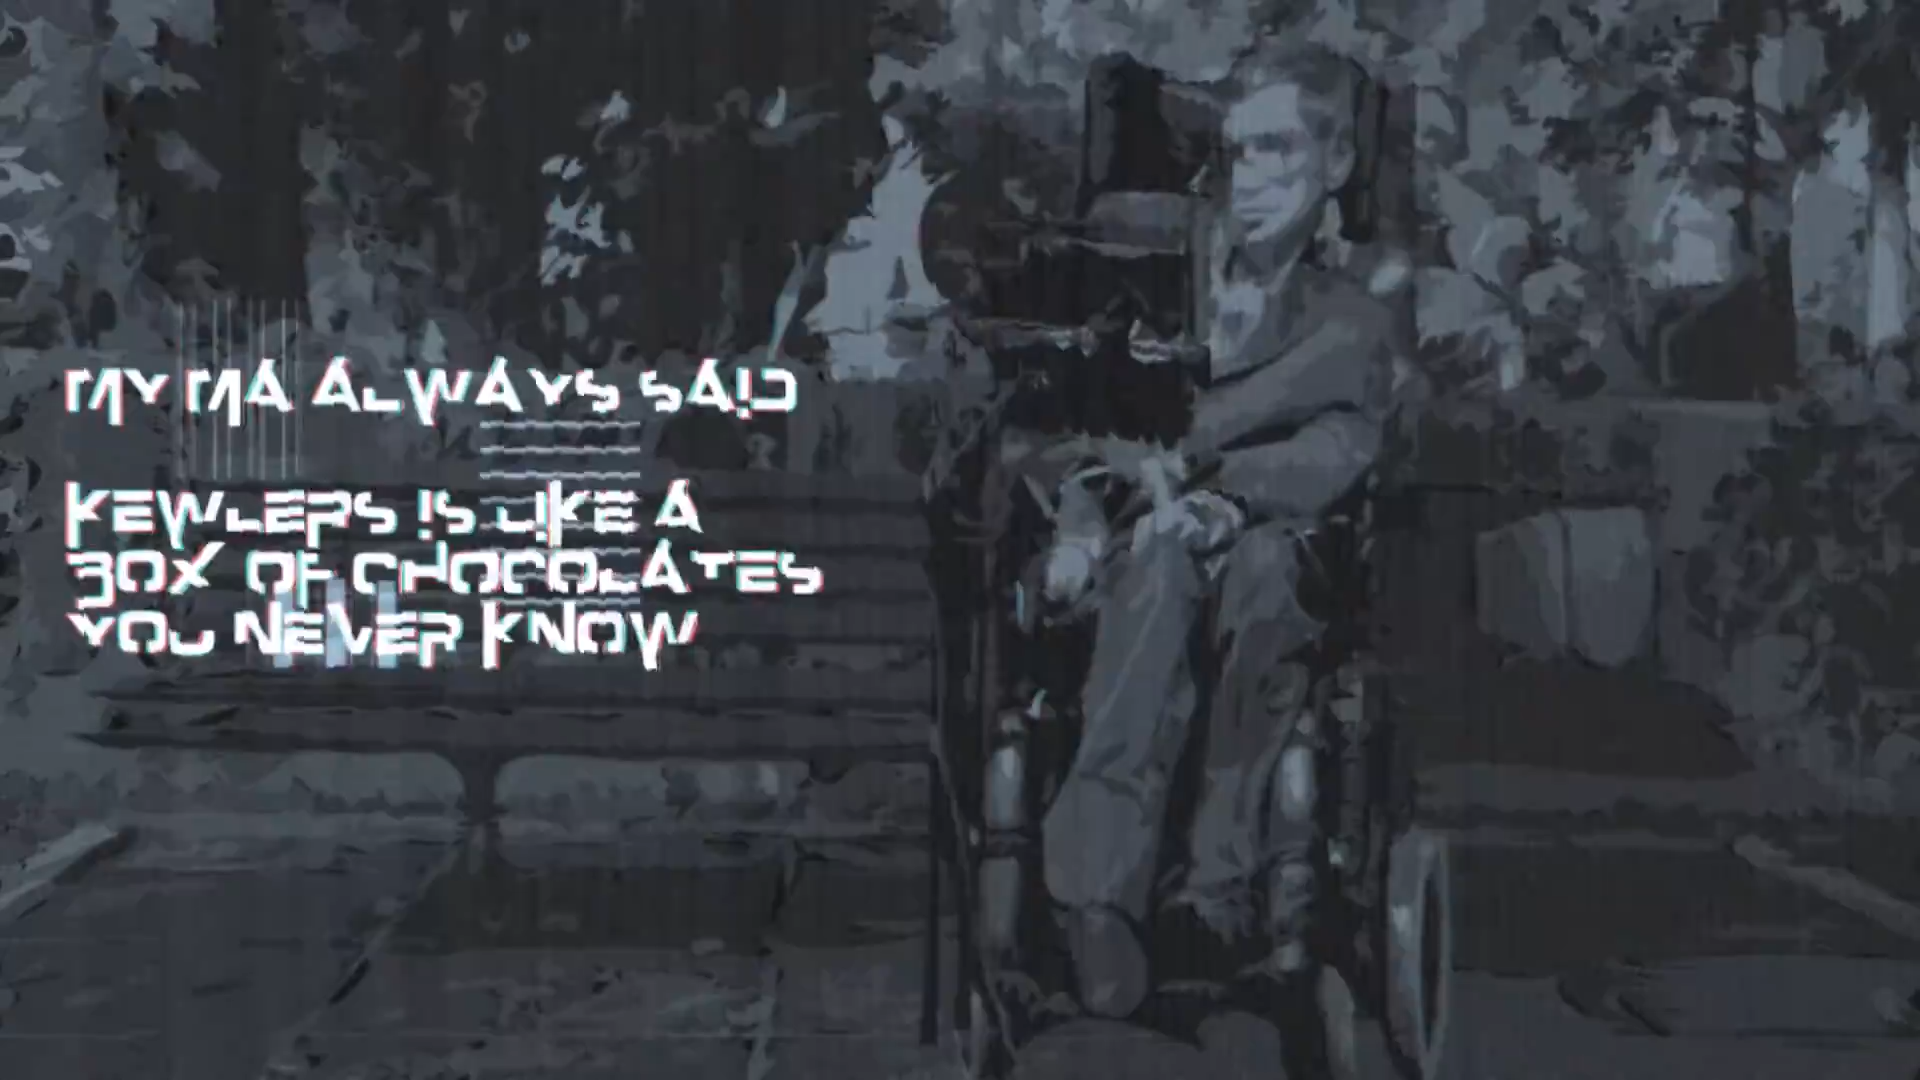 MY MA ALWAYS SAID
KEWLERS IS LIKE A
BOX OF CHOCOLATES
YOU NEVER KNOW